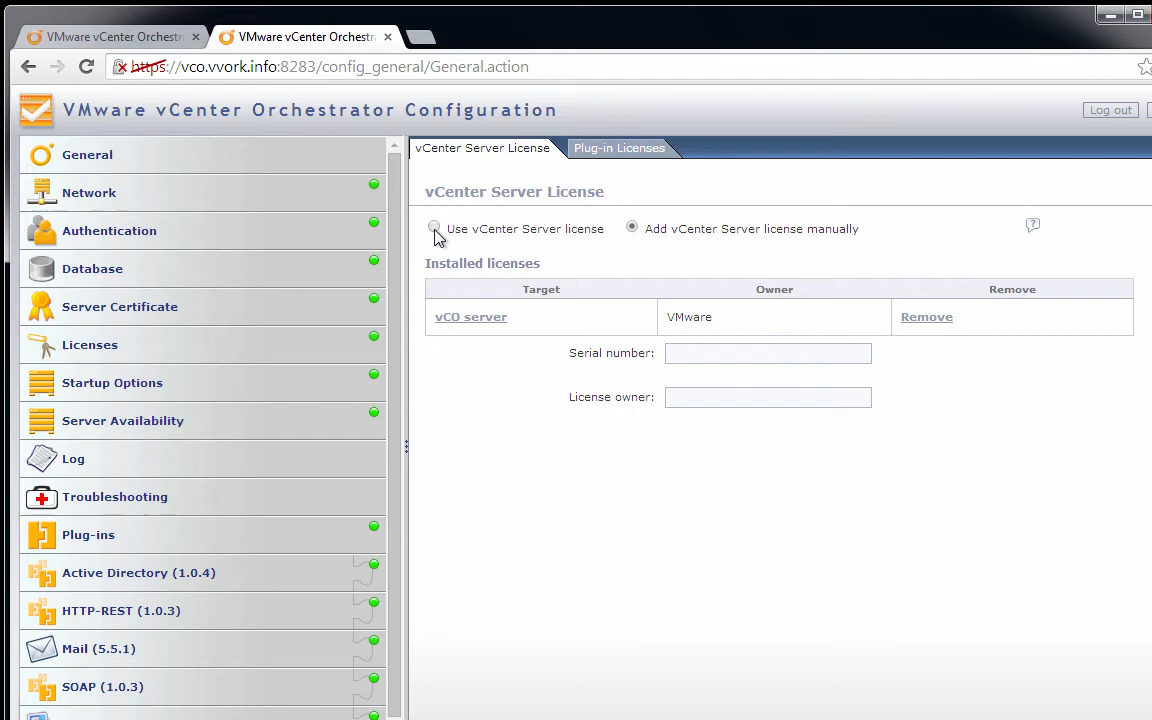 VMware vCenter Orchestr
VMware vCenter Orchestr
https://vco.vvork.info:8283/config_general/General.action
VMware vCenter Orchestrator Configuration
Log out
General
Network
Authentication
Database
Server Certificate
Licenses
Startup Options
Server Availability
Log
Troubleshooting
Plug-ins
Active Directory (1.0.4)
HTTP-REST (1.0.3)
Mail (5.5.1)
SOAP (1.0.3)
vCenter Server License
Plug-in Licenses
vCenter Server License
Use vCenter Server license
Add vCenter Server license manually
?
Installed licenses
Target Owner Remove
vCO server VMware Remove
Serial number:
License owner: